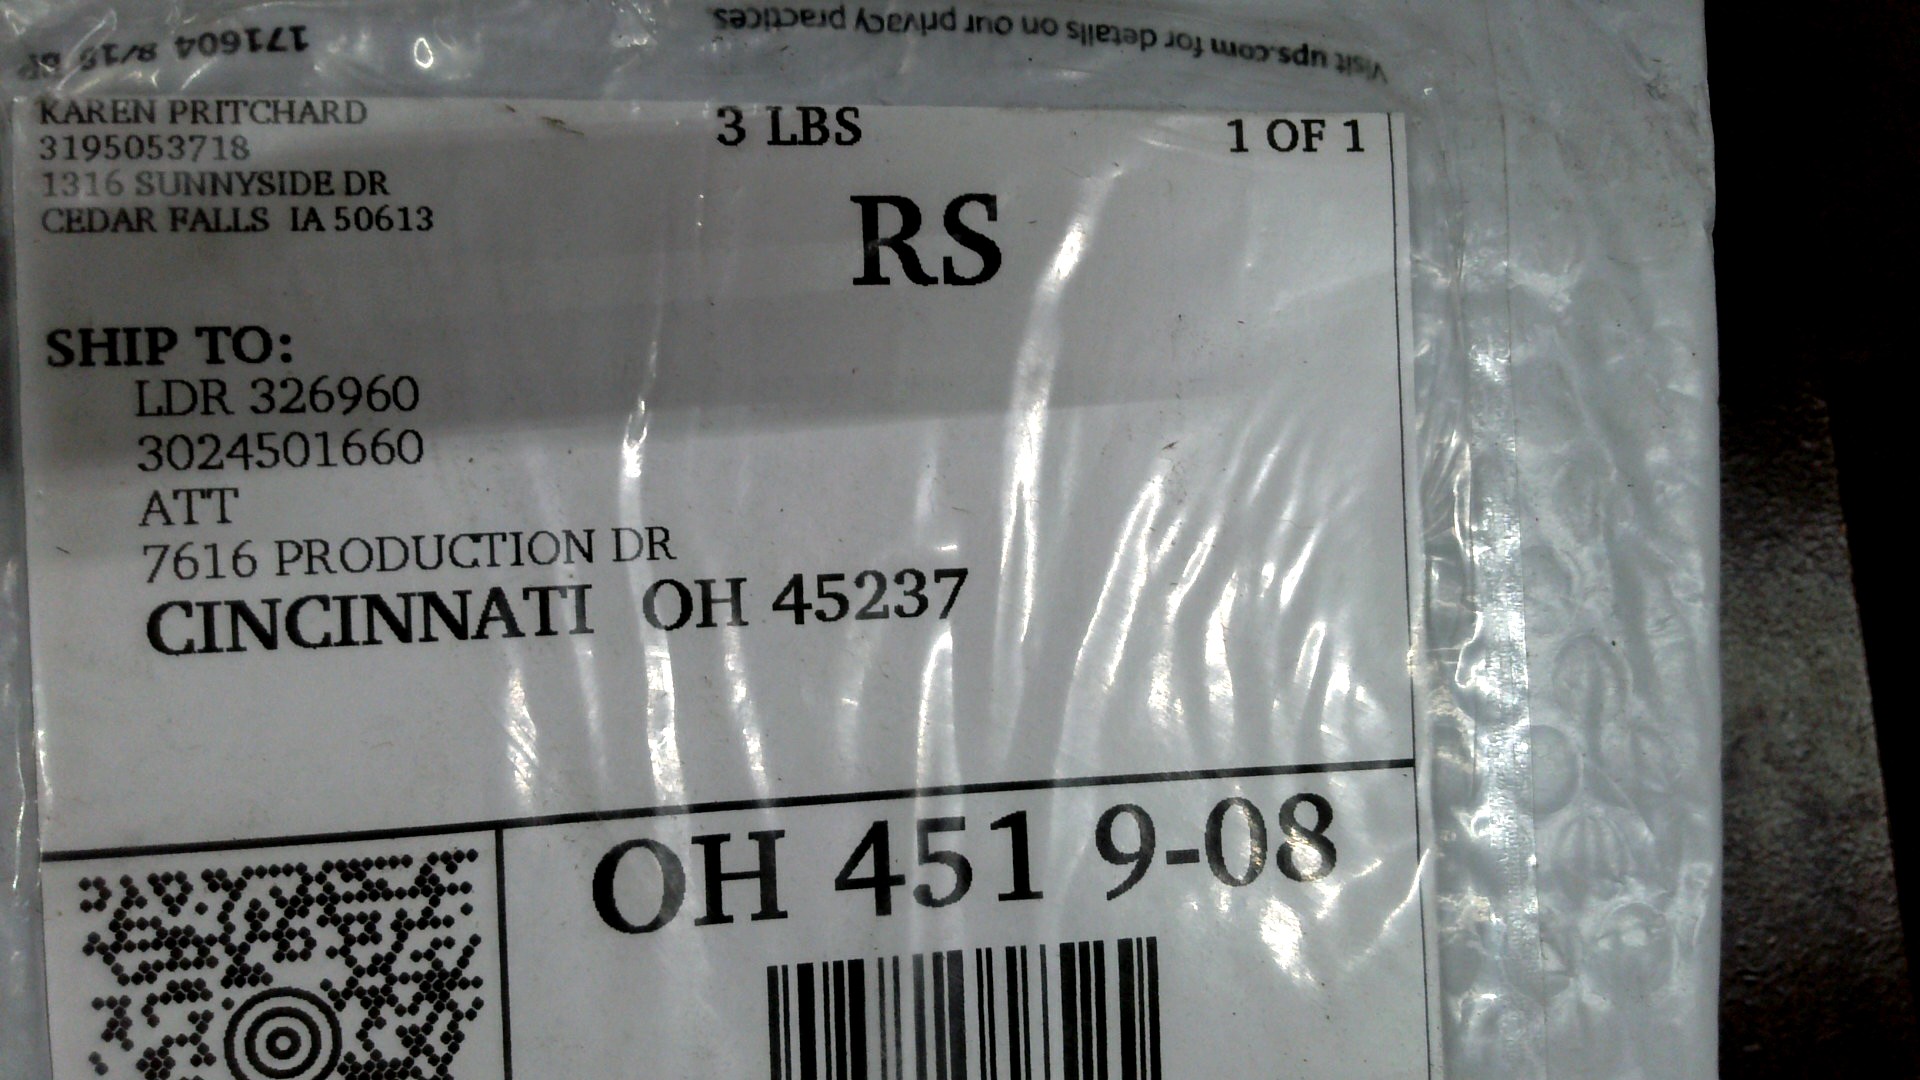 171604 8/15
Visit ups.com for details on our privacy practices
KAREN PRITCHARD
3195053718
1316 SUNNYSIDE DR
CEDAR FALLS IA 50613
3 LBS
1 OF 1
RS
SHIP TO:
LDR 326960
3024501660
ATT
7616 PRODUCTION DR
CINCINNATI OH 45237
OH 451 9-08